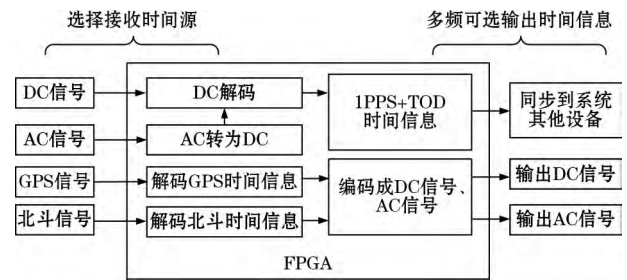 选择接收时间源
多频可选输出时间信息
DC信号
DC解码
1PPS+TOD
时间信息
同步到系统
其他设备
AC信号
AC转为DC
GPS信号
解码GPS时间信息
编码成DC信号、
AC信号
输出DC信号
北斗信号
解码北斗时间信息
输出AC信号
FPGA